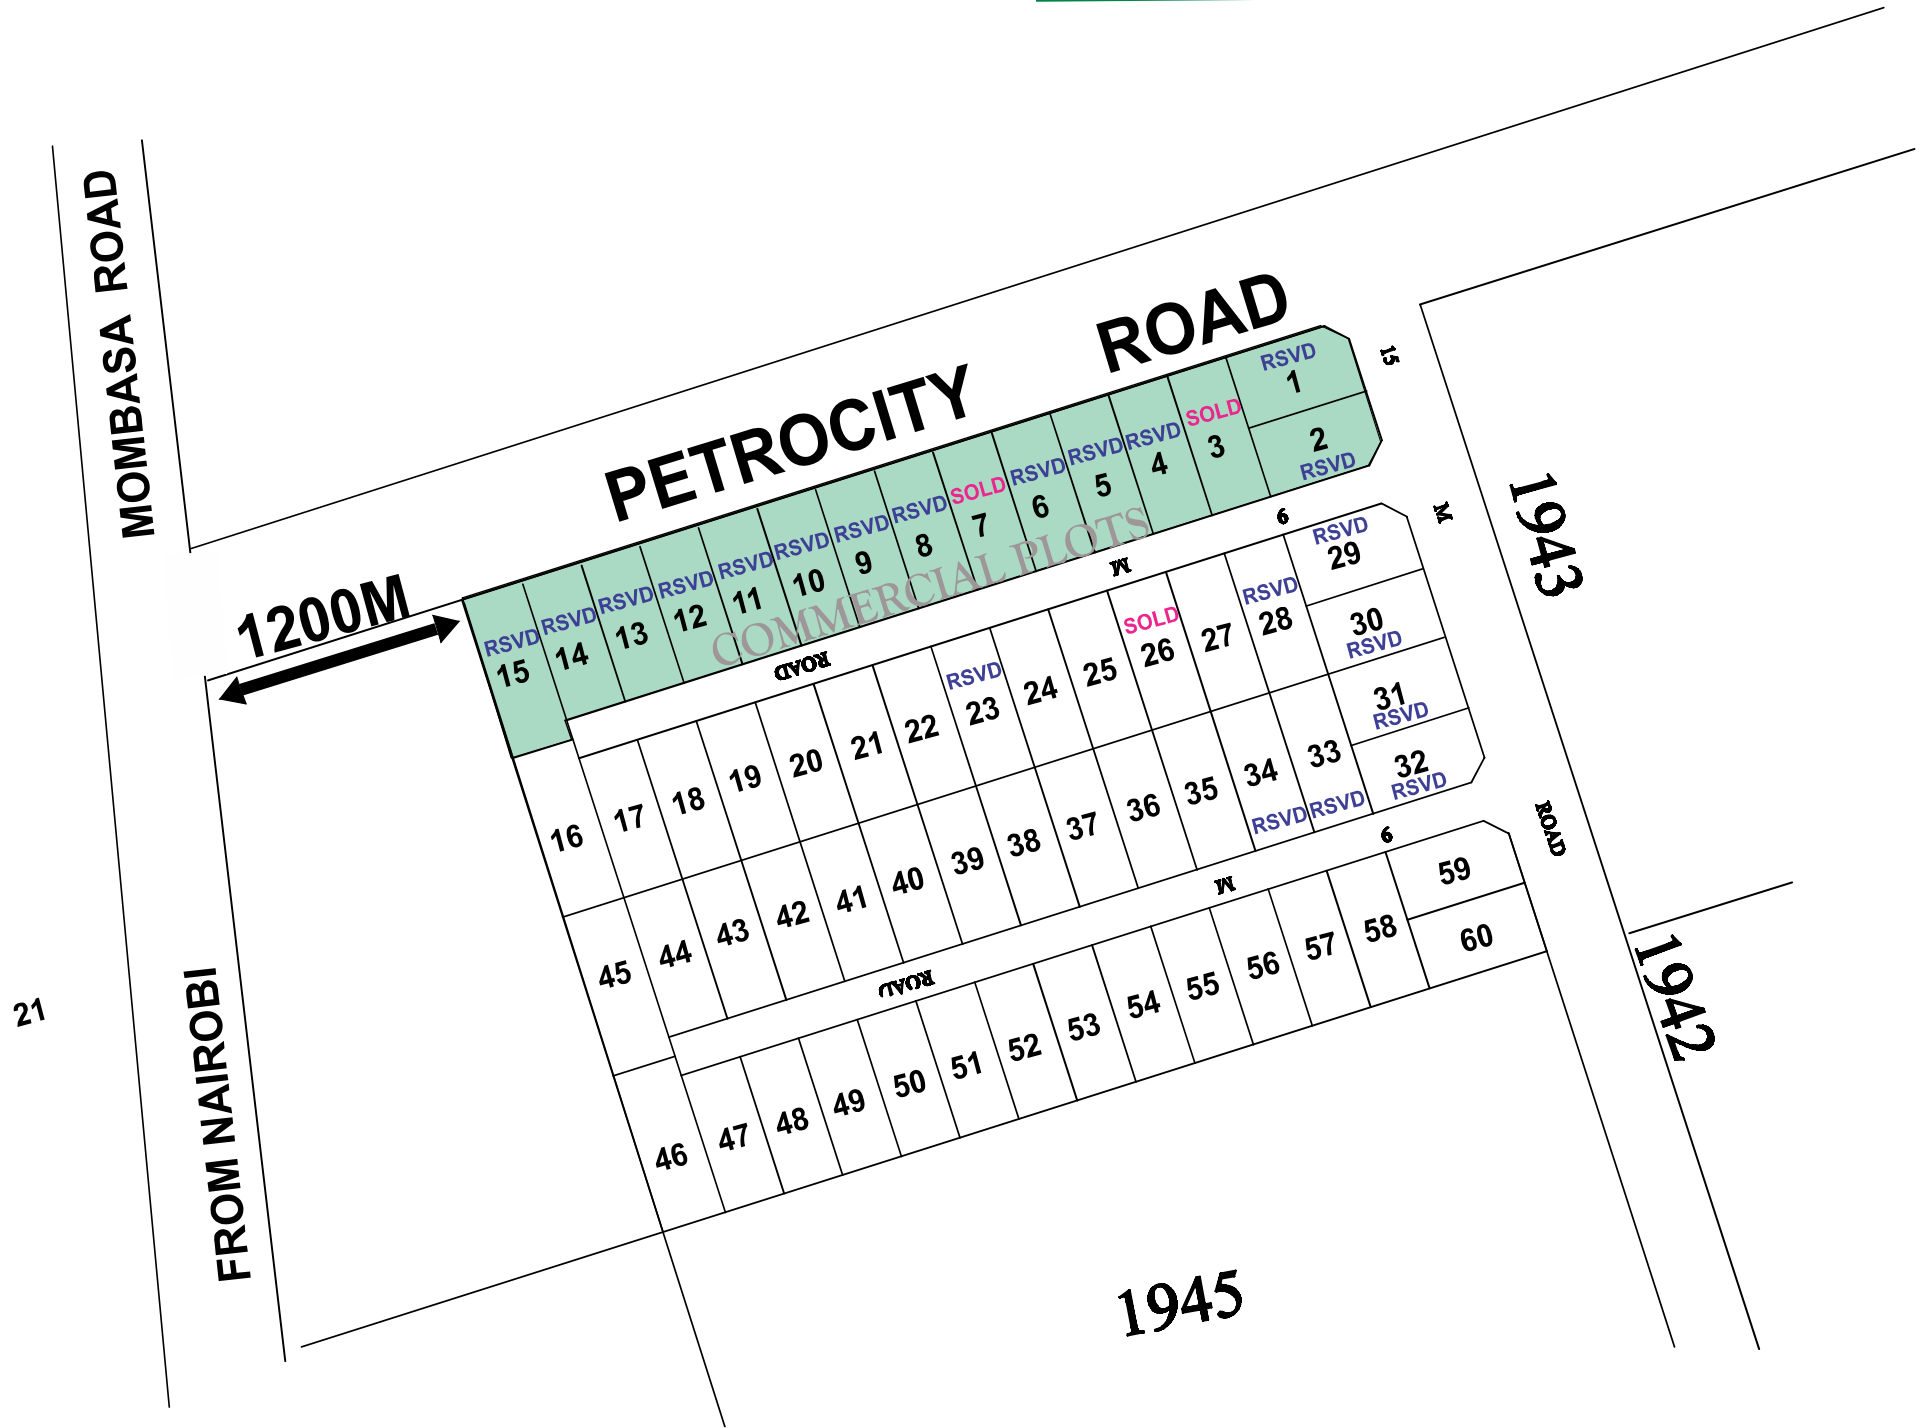 MOMBASA ROAD
FROM NAIROBI
21
1200M
PETROCITY ROAD
RSVD 1
2 RSVD
SOLD 3
RSVD 4
RSVD 5
RSVD 6
SOLD 7
RSVD 8
RSVD 9
RSVD 10
RSVD 11
RSVD 12
RSVD 13
RSVD 14
RSVD 15
COMMERCIAL PLOTS
15 M ROAD
6 M ROAD
16
17
18
19
20
21
22
RSVD 23
24
25
SOLD 26
27
RSVD 28
RSVD 29
30 RSVD
31 RSVD
32 RSVD
33 RSVD
34 RSVD
35
36
37
38
39
40
41
42
43
44
45
6 M ROAD
46
47
48
49
50
51
52
53
54
55
56
57
58
59
60
1943
1942
1945